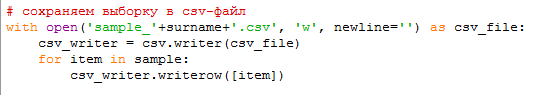 # сохраняем выборку в csv-файл
with open('sample_'+surname+'.csv', 'w', newline='') as csv_file:
    csv_writer = csv.writer(csv_file)
    for item in sample:
        csv_writer.writerow([item])